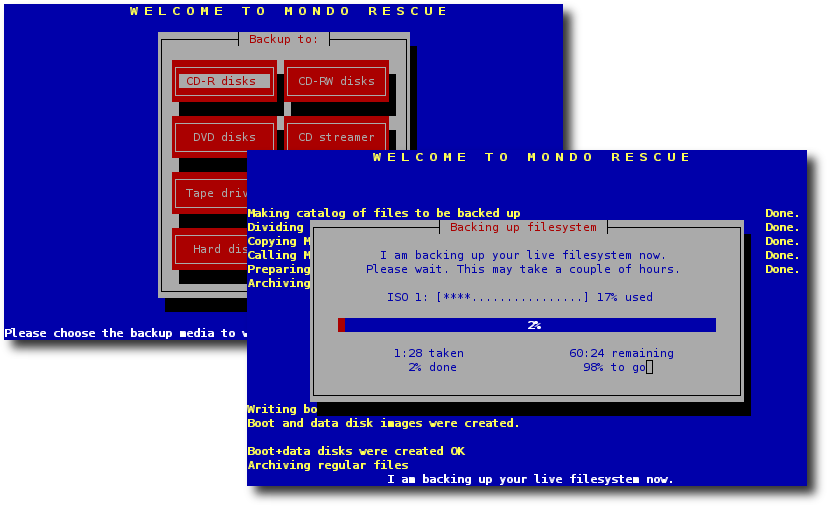 WELCOME TO MONDO RESCUE
Backup to:
CD-R disks CD-RW disks
DVD disks CD streamer
Tape
Hard
Please choose the backup media to
WELCOME TO MONDO RESCUE
Making catalog of files to be backed up Done.
Dividing Done.
Copying M Done.
Calling M Done.
Preparing Done.
Archiving
Backing up filesystem
I am backing up your live filesystem now.
Please wait. This may take a couple of hours.
ISO 1: [****................] 17% used
2%
1:28 taken 60:24 remaining
2% done 98% to go
Writing bo
Boot and data disk images were created.
Boot+data disks were created OK
Archiving regular files
I am backing up your live filesystem now.